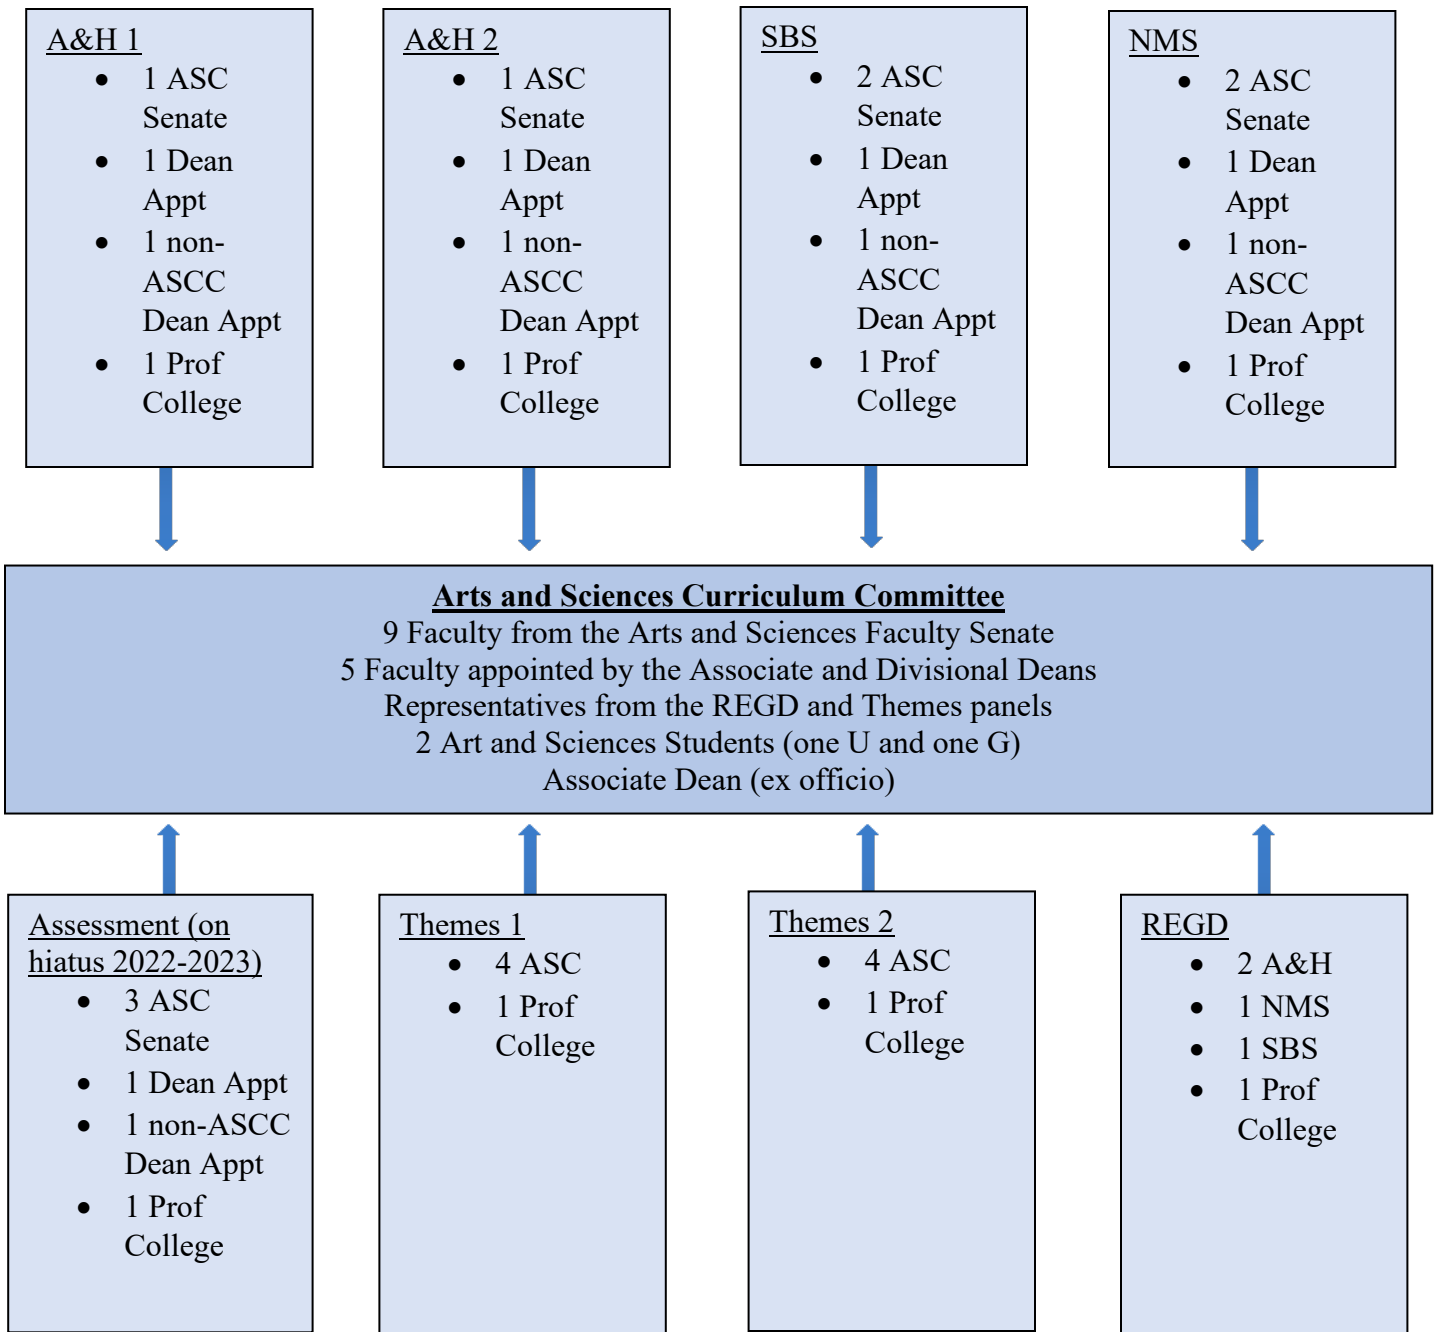 A&H 1
• 1 ASC
Senate
• 1 Dean
Appt
• 1 non-
ASCC
Dean Appt
• 1 Prof
College
A&H 2
• 1 ASC
Senate
• 1 Dean
Appt
• 1 non-
ASCC
Dean Appt
• 1 Prof
College
SBS
• 2 ASC
Senate
• 1 Dean
Appt
• 1 non-
ASCC
Dean Appt
• 1 Prof
College
NMS
• 2 ASC
Senate
• 1 Dean
Appt
• 1 non-
ASCC
Dean Appt
• 1 Prof
College
Arts and Sciences Curriculum Committee
9 Faculty from the Arts and Sciences Faculty Senate
5 Faculty appointed by the Associate and Divisional Deans
Representatives from the REGD and Themes panels
2 Art and Sciences Students (one U and one G)
Associate Dean (ex officio)
Assessment (on
hiatus 2022-2023)
• 3 ASC
Senate
• 1 Dean Appt
• 1 non-ASCC
Dean Appt
• 1 Prof
College
Themes 1
• 4 ASC
• 1 Prof
College
Themes 2
• 4 ASC
• 1 Prof
College
REGD
• 2 A&H
• 1 NMS
• 1 SBS
• 1 Prof
College